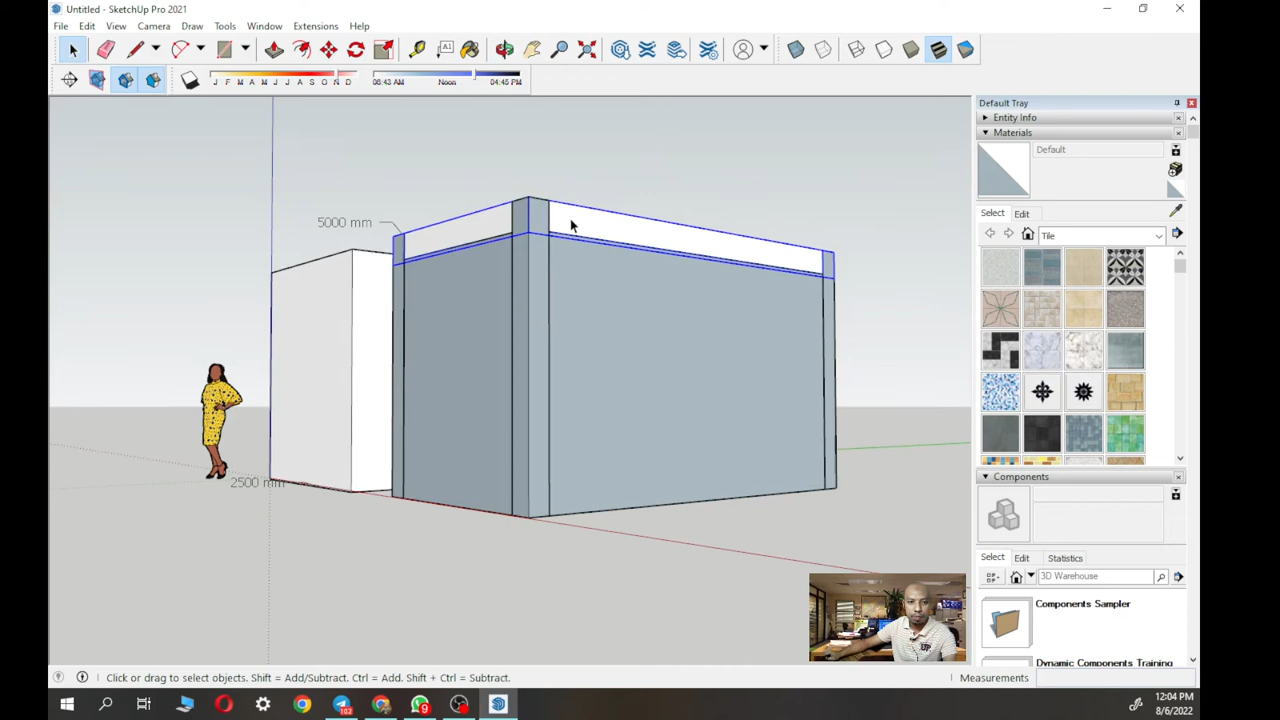 Untitled - SketchUp Pro 2021
File Edit View Camera Draw Tools Window Extensions Help
J F M A M J J A S O N D
06:43 AM Noon 04:45 PM
Default Tray
Entity Info
Materials
Default
Select Edit
Tile
5000 mm
2500 mm
Components
Select Edit Statistics
3D Warehouse
Components Sampler
Dynamic Components Training
Click or drag to select objects. Shift = Add/Subtract. Ctrl = Add. Shift + Ctrl = Subtract.
Measurements
12:04 PM
8/6/2022